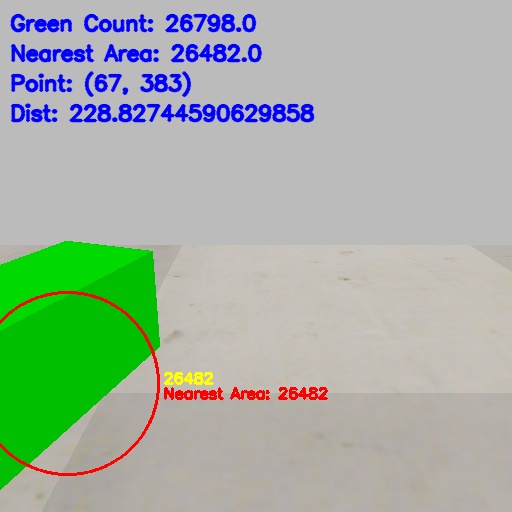 Green Count: 26798.0
Nearest Area: 26482.0
Point: (67, 383)
Dist: 228.82744590629858
26482
Nearest Area: 26482